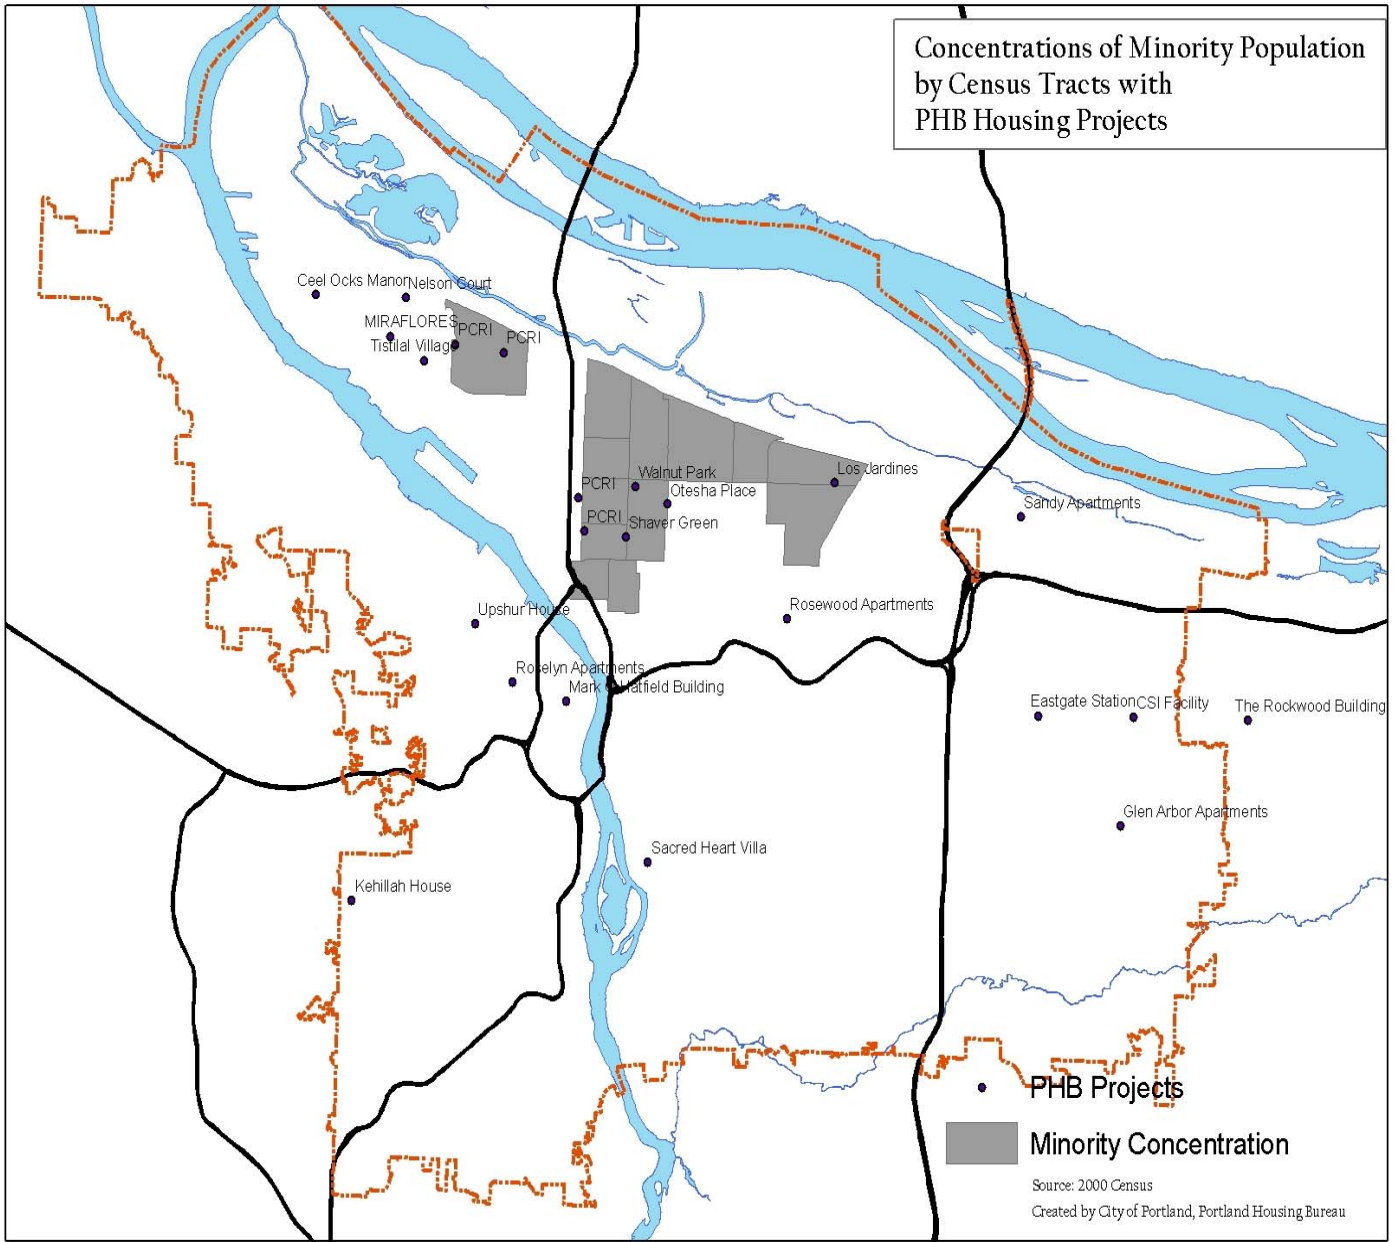 Concentrations of Minority Population
by Census Tracts with
PHB Housing Projects
Ceel Ocks Manor
Nelson Court
MIRAFLORES
PCRI
PCRI
Tistilal Village
Los Jardines
Walnut Park
PCRI
Otesha Place
Sandy Apartments
PCRI
Shaver Green
Upshur House
Rosewood Apartments
Roselyn Apartments
Mark O Hatfield Building
Eastgate Station
CSI Facility
The Rockwood Building
Glen Arbor Apartments
Sacred Heart Villa
Kehillah House
PHB Projects
Minority Concentration
Source: 2000 Census
Created by City of Portland, Portland Housing Bureau